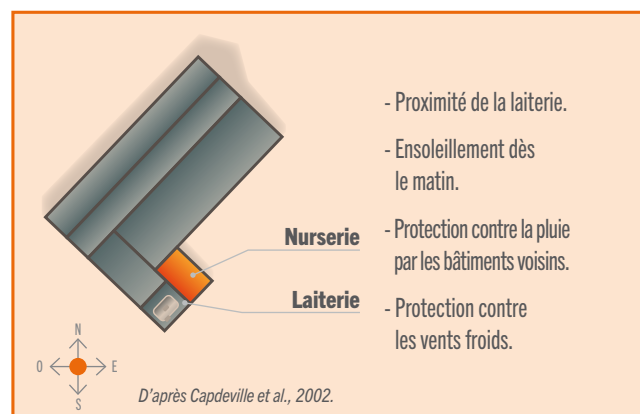 - Proximité de la laiterie.
- Ensoleillement dès
le matin.
Nurserie
- Protection contre la pluie
par les bâtiments voisins.
Laiterie
- Protection contre
les vents froids.
N
O
E
S
D'après Capdeville et al., 2002.